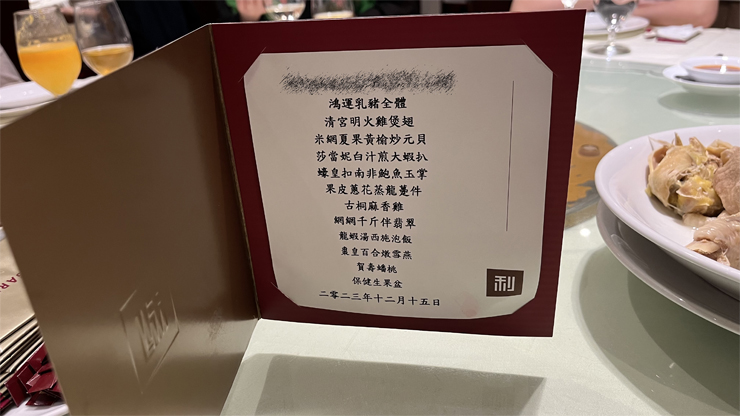 鴻運乳豬全體
清宮明火雞煲翅
米網夏果黃榆炒元貝
莎當妮白汁煎大蝦扒
蠔皇扣南非鮑魚玉掌
果皮蔥花蒸龍躉件
古桐麻香雞
網網千斤伴翡翠
龍蝦湯西施泡飯
棗皇百合燉雪燕
賀壽蟠桃
保健生果盆
二零二三年十二月十五日
利